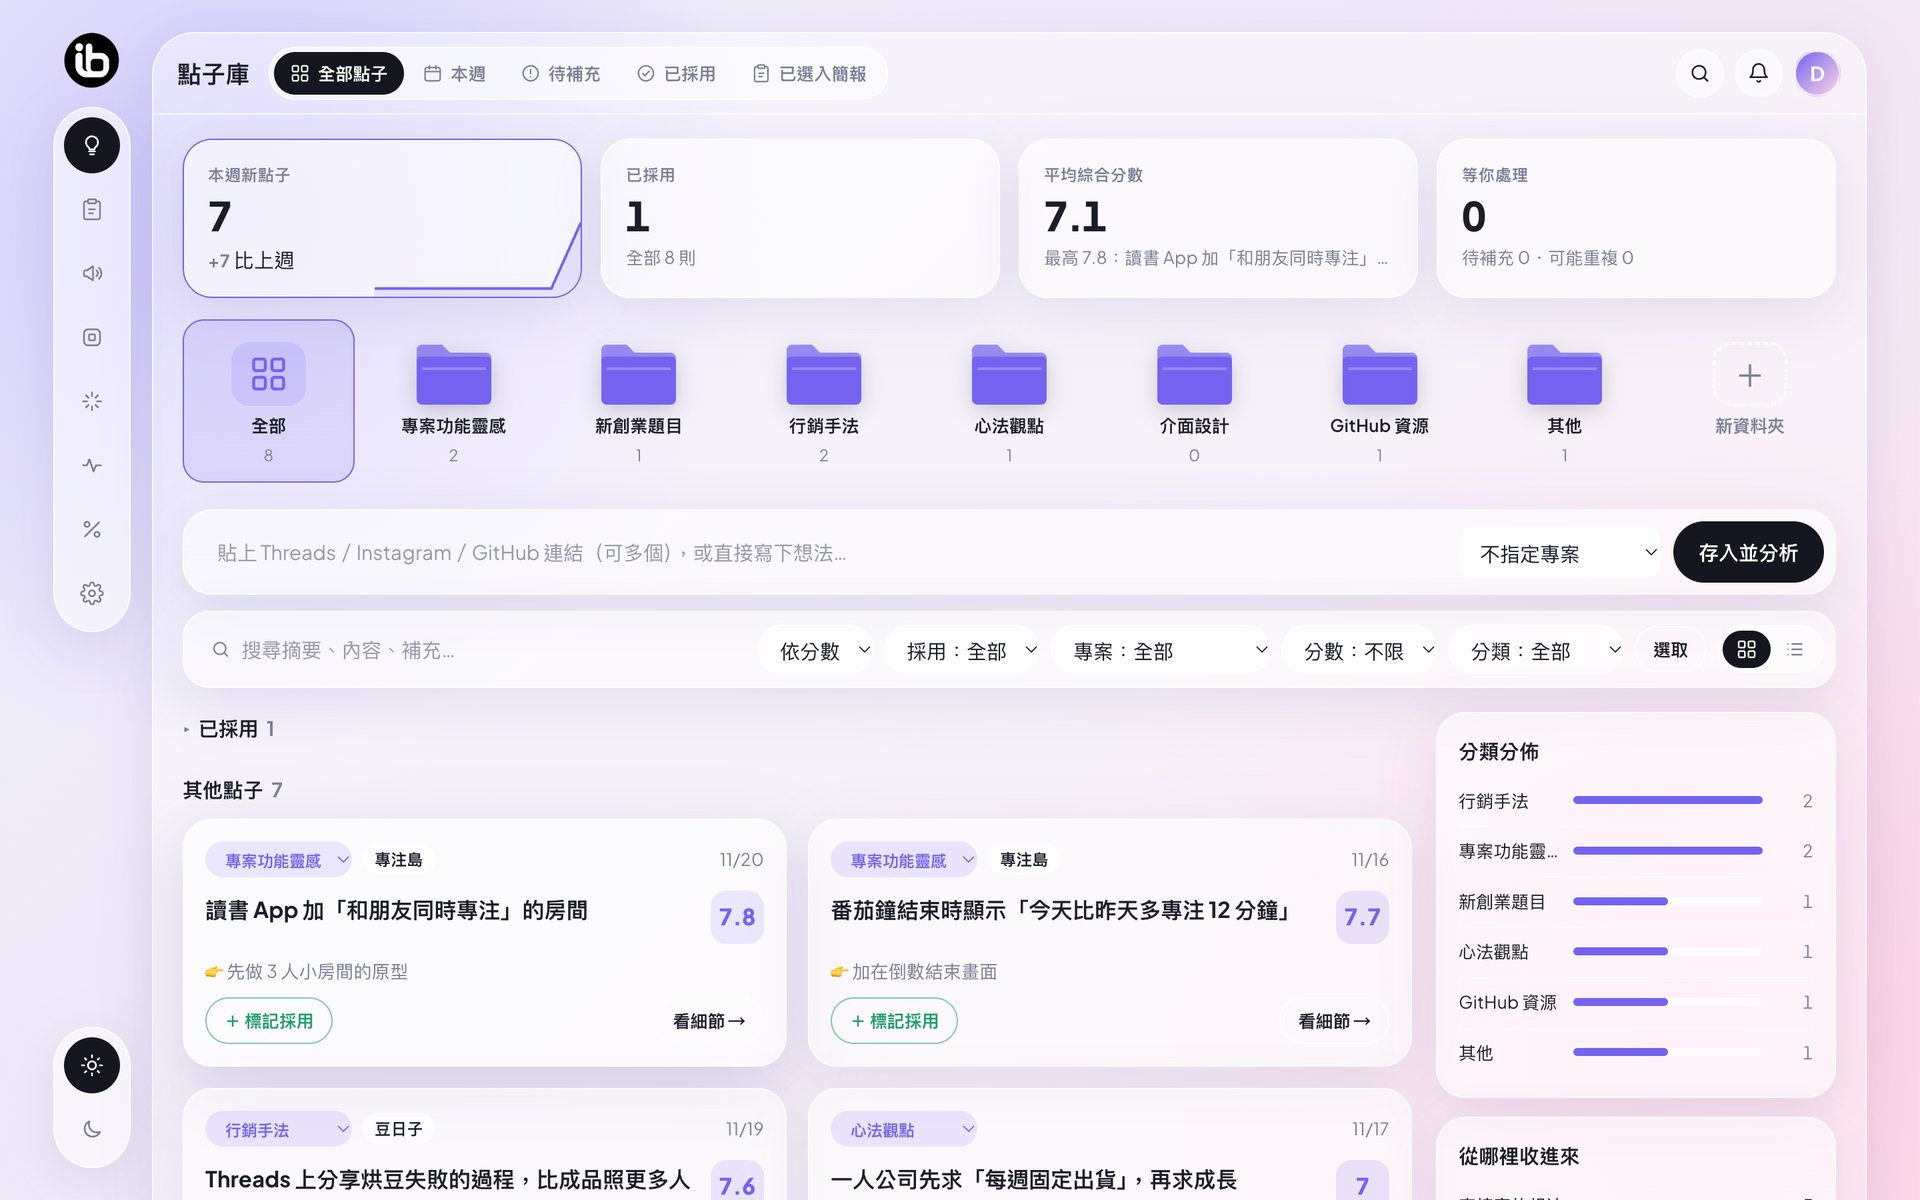 ib
點子庫
全部點子
本週
待補充
已採用
已選入簡報
D
本週新點子
7
+7 比上週
已採用
1
全部 8 則
平均綜合分數
7.1
最高 7.8：讀書 App 加「和朋友同時專注」…
等你處理
0
待補充 0 · 可能重複 0
全部
8
專案功能靈感
2
新創業題目
1
行銷手法
2
心法觀點
1
介面設計
0
GitHub 資源
1
其他
1
新資料夾
貼上 Threads / Instagram / GitHub 連結（可多個），或直接寫下想法…
不指定專案
存入並分析
搜尋摘要、內容、補充…
依分數
採用：全部
專案：全部
分數：不限
分類：全部
選取
已採用 1
其他點子 7
專案功能靈感
專注島
11/20
讀書 App 加「和朋友同時專注」的房間
7.8
👉 先做 3 人小房間的原型
+ 標記採用
看細節→
專案功能靈感
專注島
11/16
番茄鐘結束時顯示「今天比昨天多專注 12 分鐘」
7.7
👉 加在倒數結束畫面
+ 標記採用
看細節→
行銷手法
豆日子
11/19
Threads 上分享烘豆失敗的過程，比成品照更多人
7.6
心法觀點
11/17
一人公司先求「每週固定出貨」，再求成長
7
分類分佈
行銷手法
2
專案功能靈…
2
新創業題目
1
心法觀點
1
GitHub 資源
1
其他
1
從哪裡收進來